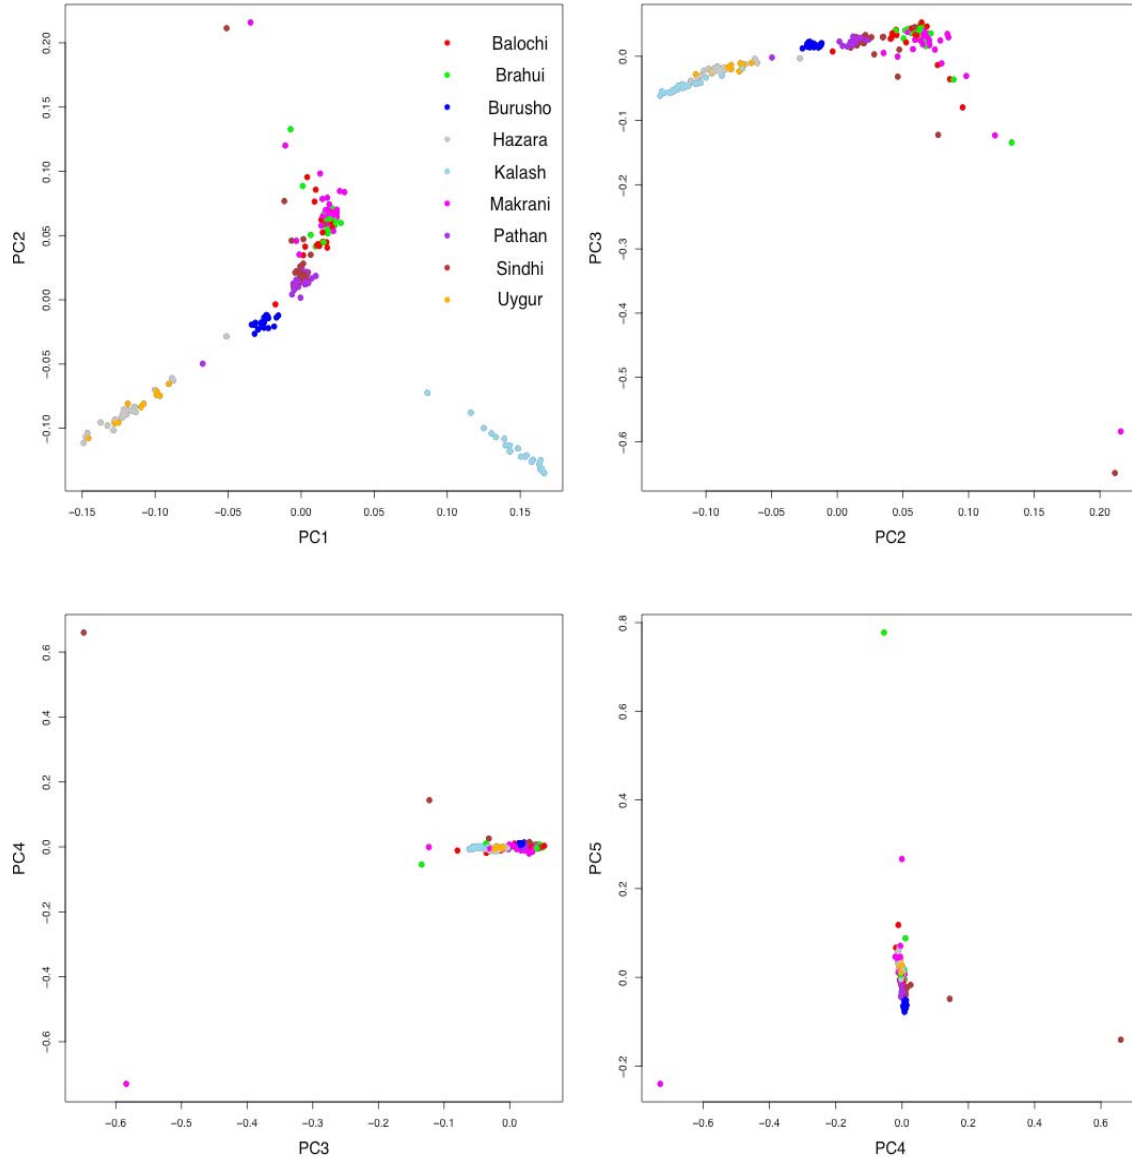 0.20
0.15
0.10
0.05
0.00
−0.05
−0.10
PC2
−0.15 −0.10 −0.05 0.00 0.05 0.10 0.15
PC1
Balochi
Brahui
Burusho
Hazara
Kalash
Makrani
Pathan
Sindhi
Uygur
0.0
−0.1
−0.2
−0.3
−0.4
−0.5
−0.6
PC3
−0.10 −0.05 0.00 0.05 0.10 0.15 0.20
PC2
0.6
0.4
0.2
0.0
−0.2
−0.4
−0.6
PC4
−0.6 −0.5 −0.4 −0.3 −0.2 −0.1 0.0
PC3
0.8
0.6
0.4
0.2
0.0
−0.2
PC5
−0.6 −0.4 −0.2 0.0 0.2 0.4 0.6
PC4